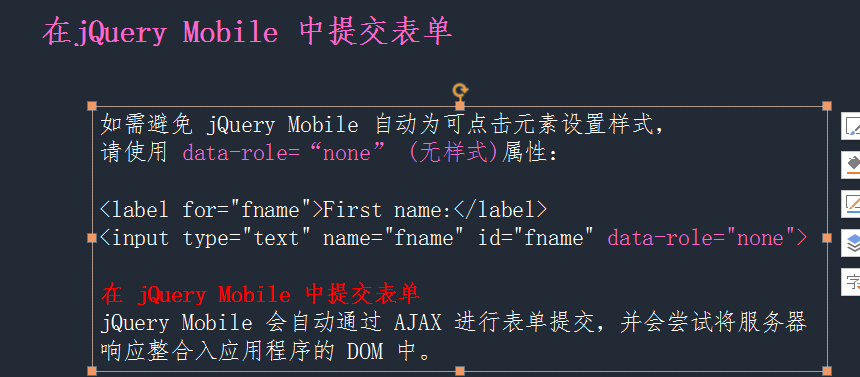 在jQuery Mobile 中提交表单
如需避免 jQuery Mobile 自动为可点击元素设置样式，
请使用 data-role=“none” (无样式)属性：
<label for="fname">First name:</label>
<input type="text" name="fname" id="fname" data-role="none">
在 jQuery Mobile 中提交表单
jQuery Mobile 会自动通过 AJAX 进行表单提交，并会尝试将服务器
响应整合入应用程序的 DOM 中。
字